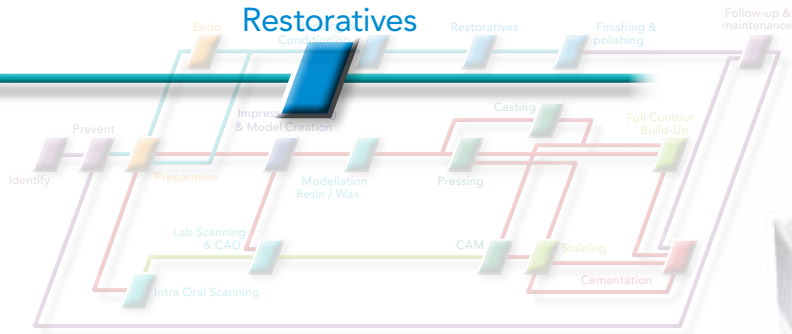 Restoratives
Endo
Conditioning
Restoratives
Finishing &
polishing
Follow-up &
maintenance
Casting
Full Contour
Build-Up
Impress
& Model Creation
Prevent
Identify
Preparation
Modellation
Resin / Wax
Pressing
Lab Scanning
& CAD
CAM
Staining
Cementation
Intra Oral Scanning